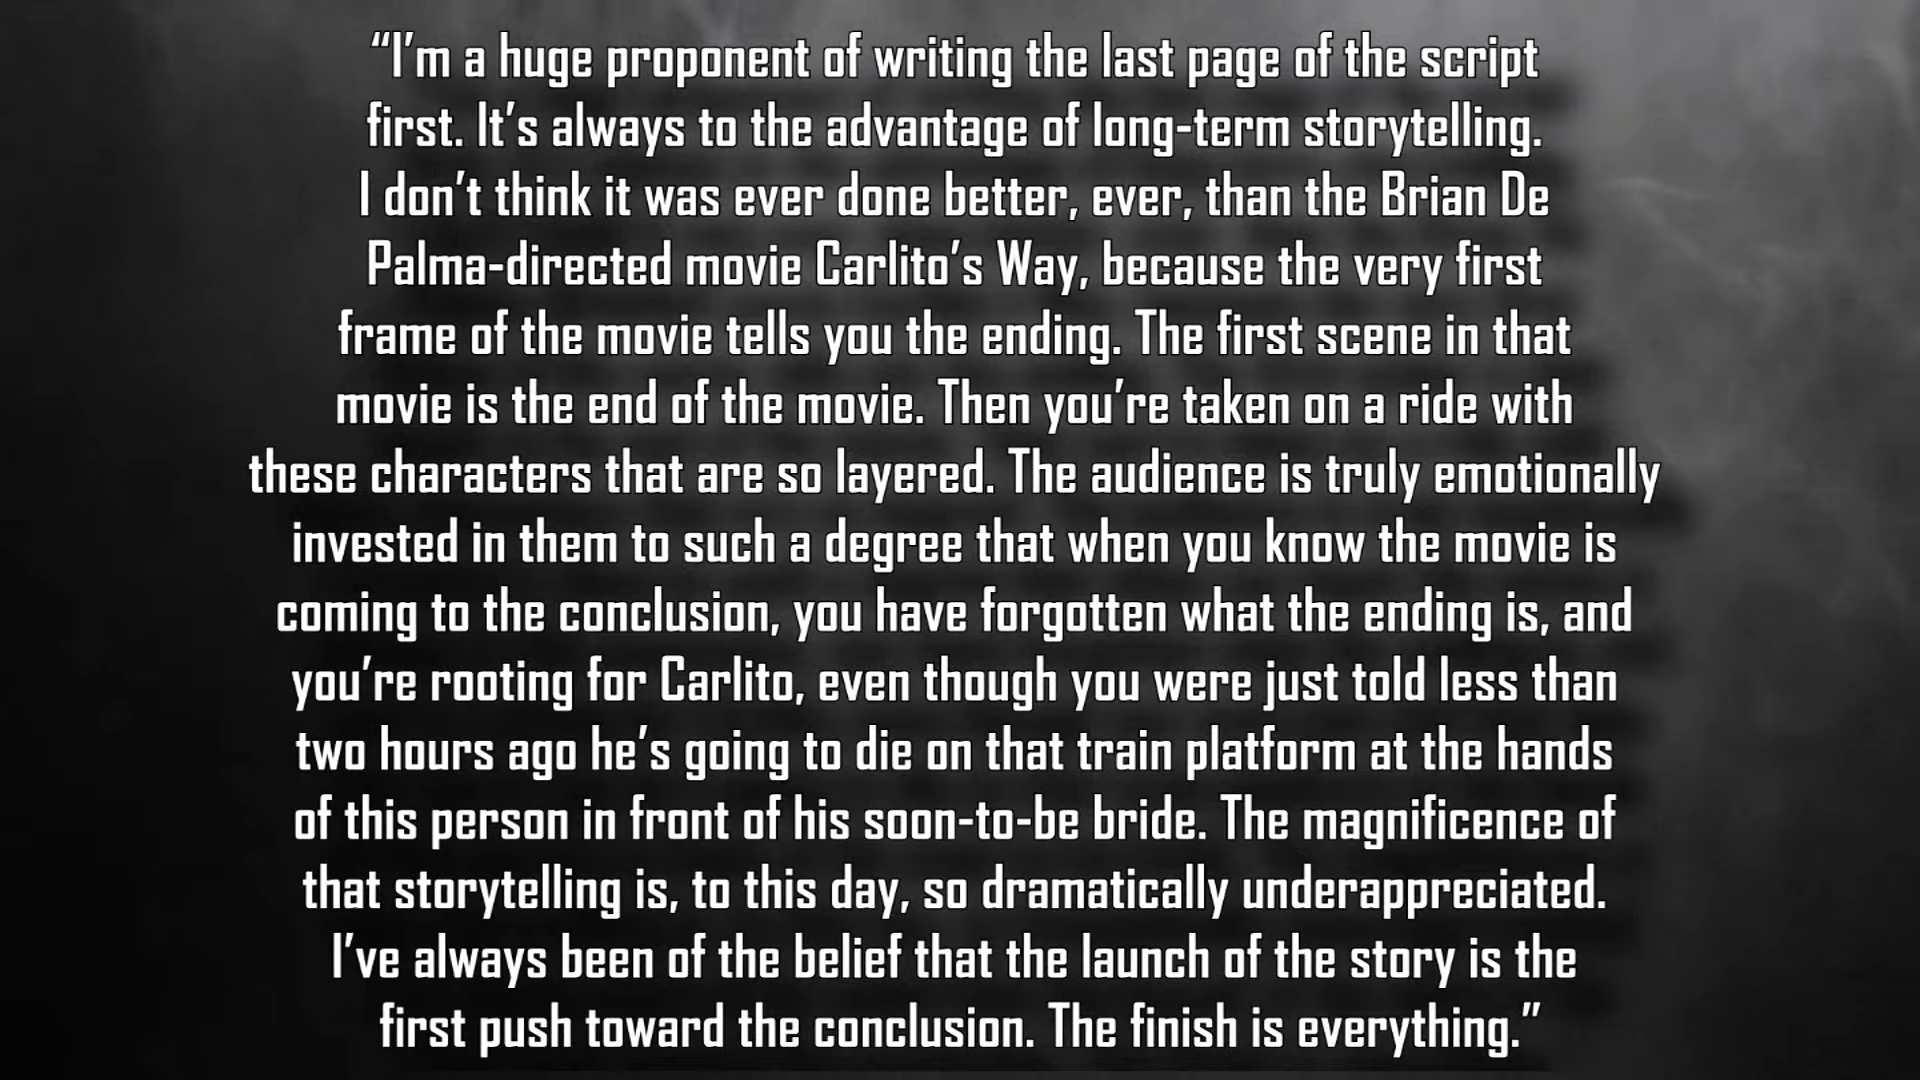 “I’m a huge proponent of writing the last page of the script
first. It’s always to the advantage of long-term storytelling.
I don’t think it was ever done better, ever, than the Brian De
Palma-directed movie Carlito’s Way, because the very first
frame of the movie tells you the ending. The first scene in that
movie is the end of the movie. Then you’re taken on a ride with
these characters that are so layered. The audience is truly emotionally
invested in them to such a degree that when you know the movie is
coming to the conclusion, you have forgotten what the ending is, and
you’re rooting for Carlito, even though you were just told less than
two hours ago he’s going to die on that train platform at the hands
of this person in front of his soon-to-be bride. The magnificence of
that storytelling is, to this day, so dramatically underappreciated.
I’ve always been of the belief that the launch of the story is the
first push toward the conclusion. The finish is everything.”